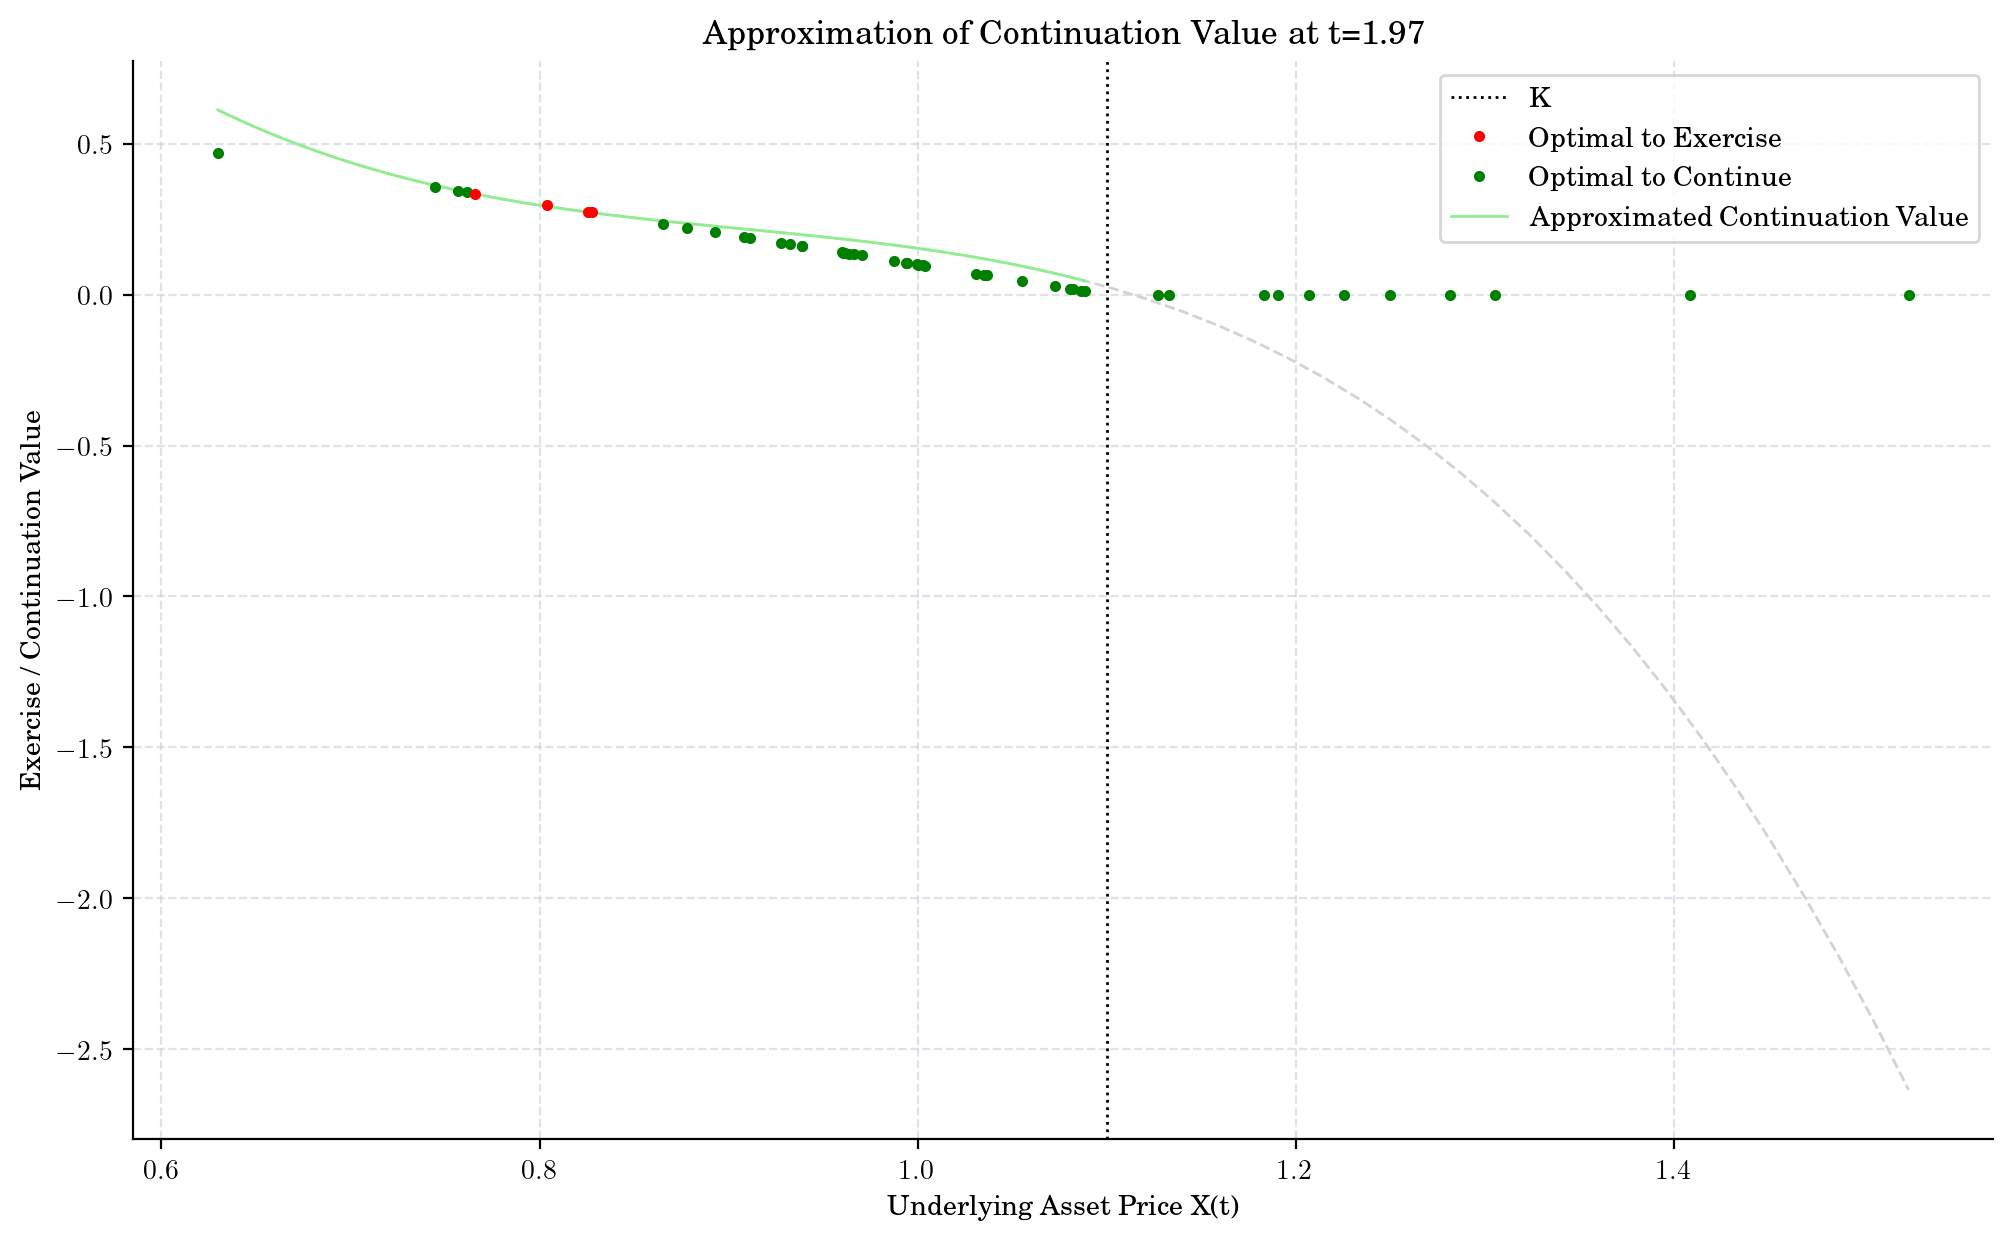 Approximation of Continuation Value at t=1.97
K
Optimal to Exercise
Optimal to Continue
Approximated Continuation Value
Exercise / Continuation Value
0.5
0.0
−0.5
−1.0
−1.5
−2.0
−2.5
0.6
0.8
1.0
1.2
1.4
Underlying Asset Price X(t)